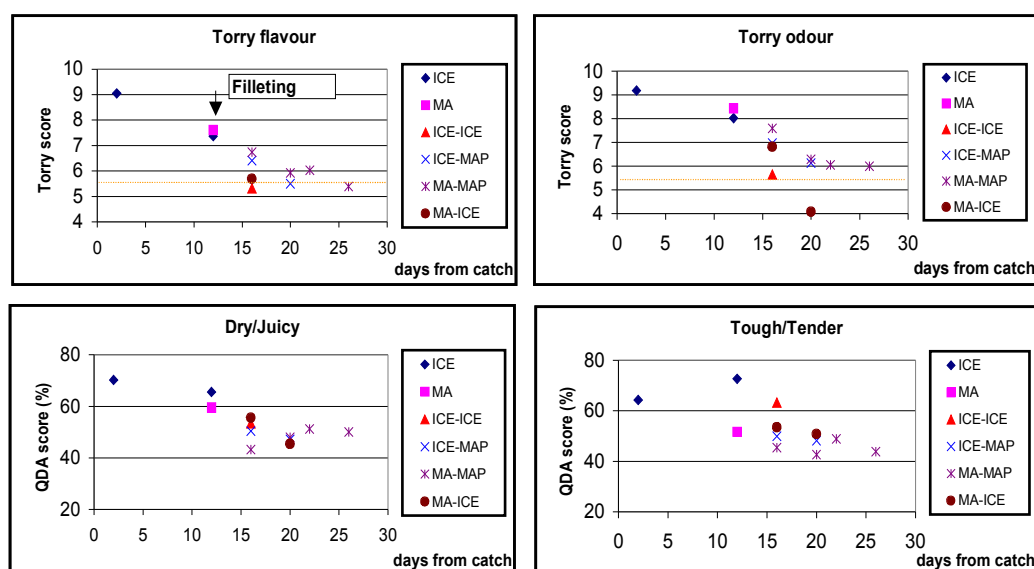 Torry flavour
10
9
8
7
6
5
4
Torry score
Filleting
0 5 10 15 20 25 30
days from catch
ICE
MA
ICE-ICE
ICE-MAP
MA-MAP
MA-ICE
Torry odour
10
9
8
7
6
5
4
Torry score
0 5 10 15 20 25 30
days from catch
ICE
MA
ICE-ICE
ICE-MAP
MA-MAP
MA-ICE
Dry/Juicy
80
60
40
20
QDA score (%)
0 5 10 15 20 25 30
days from catch
ICE
MA
ICE-ICE
ICE-MAP
MA-MAP
MA-ICE
Tough/Tender
80
60
40
20
QDA score (%)
0 5 10 15 20 25 30
days from catch
ICE
MA
ICE-ICE
ICE-MAP
MA-MAP
MA-ICE